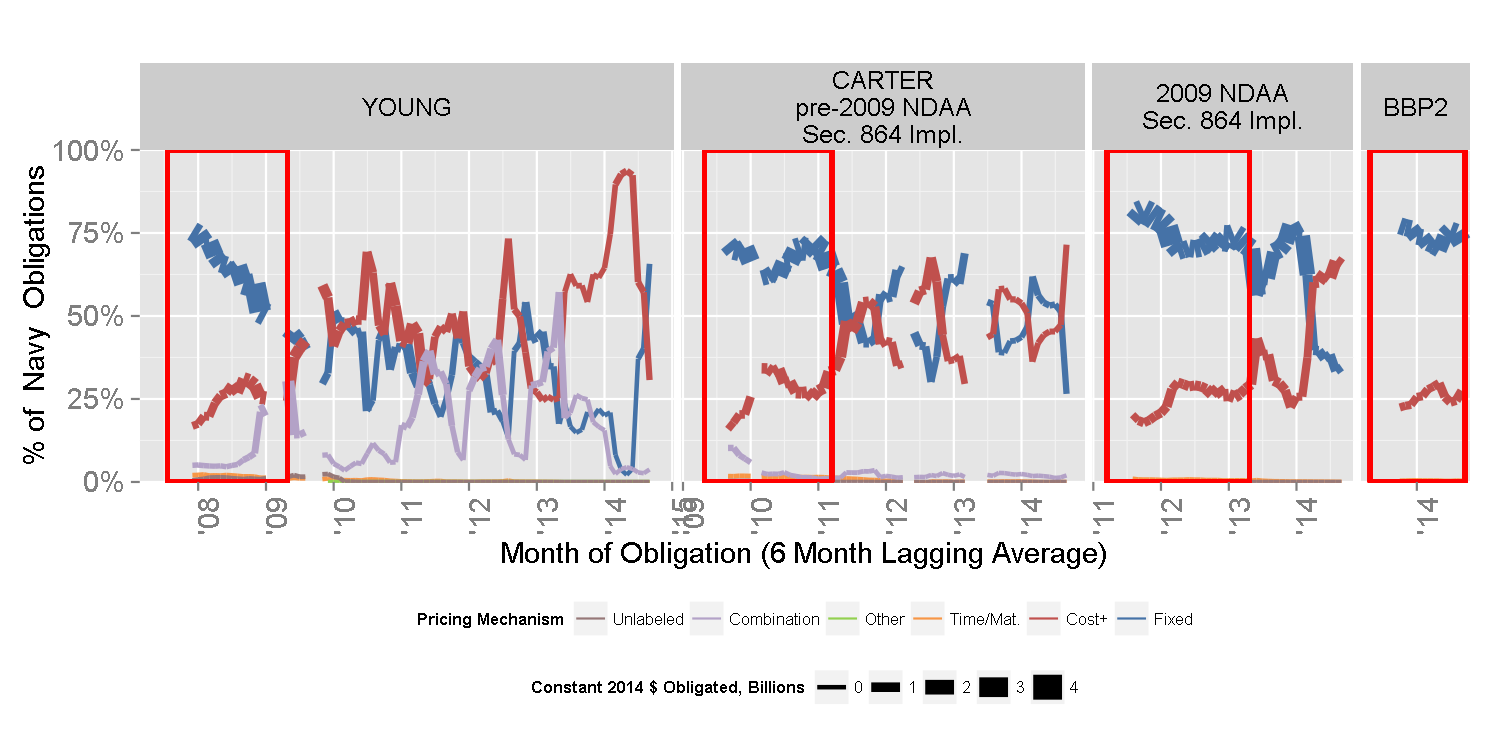 YOUNG
CARTER
pre-2009 NDAA
Sec. 864 Impl.
2009 NDAA
Sec. 864 Impl.
BBP2
% of Navy Obligations
100%
75%
50%
25%
0%
'08
'09
'10
'11
'12
'13
'14
'15
'09
'10
'11
'12
'13
'14
'11
'12
'13
'14
'14
Month of Obligation (6 Month Lagging Average)
Pricing Mechanism Unlabeled Combination Other Time/Mat. Cost+ Fixed
Constant 2014 $ Obligated, Billions 0 1 2 3 4